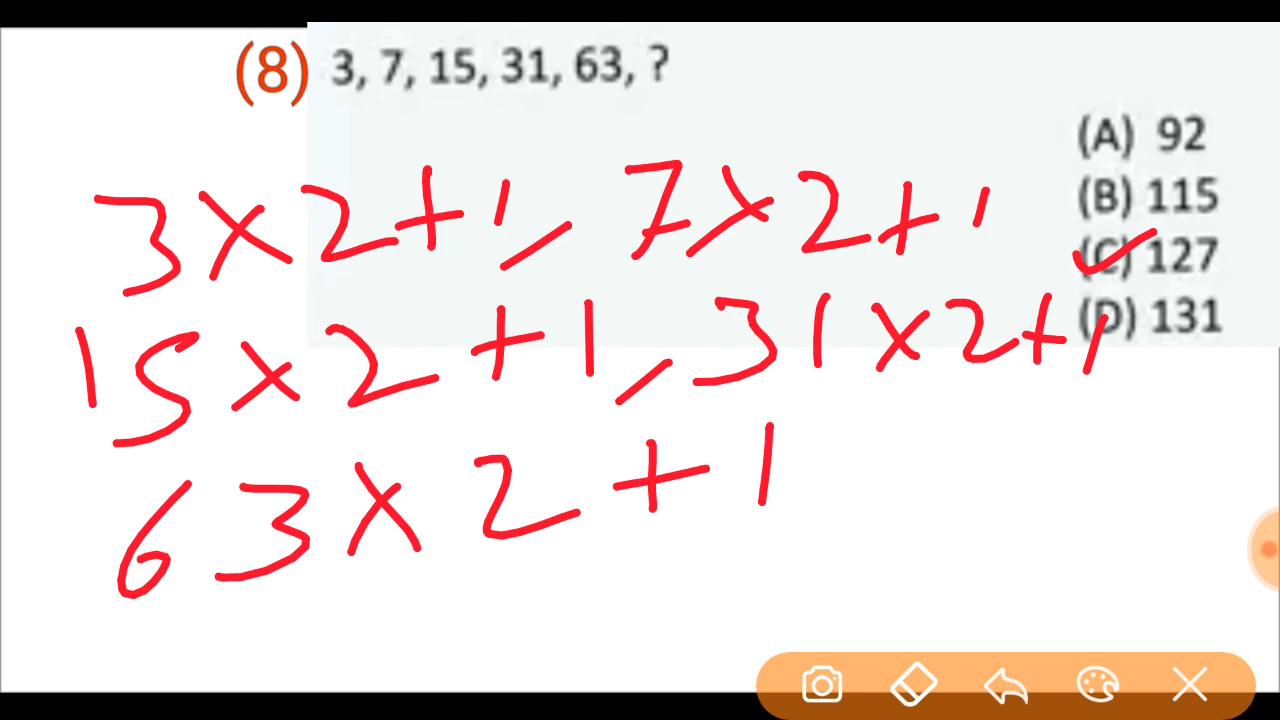 (8) 3, 7, 15, 31, 63, ?
(A) 92
(B) 115
(C) 127
(D) 131
3×2+1, 7×2+1
15×2+1, 31×2+1
63×2+1